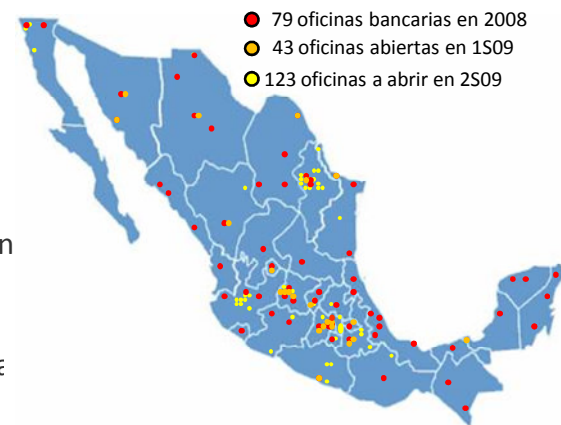 79 oficinas bancarias en 2008
43 oficinas abiertas en 1S09
123 oficinas a abrir en 2S09
n